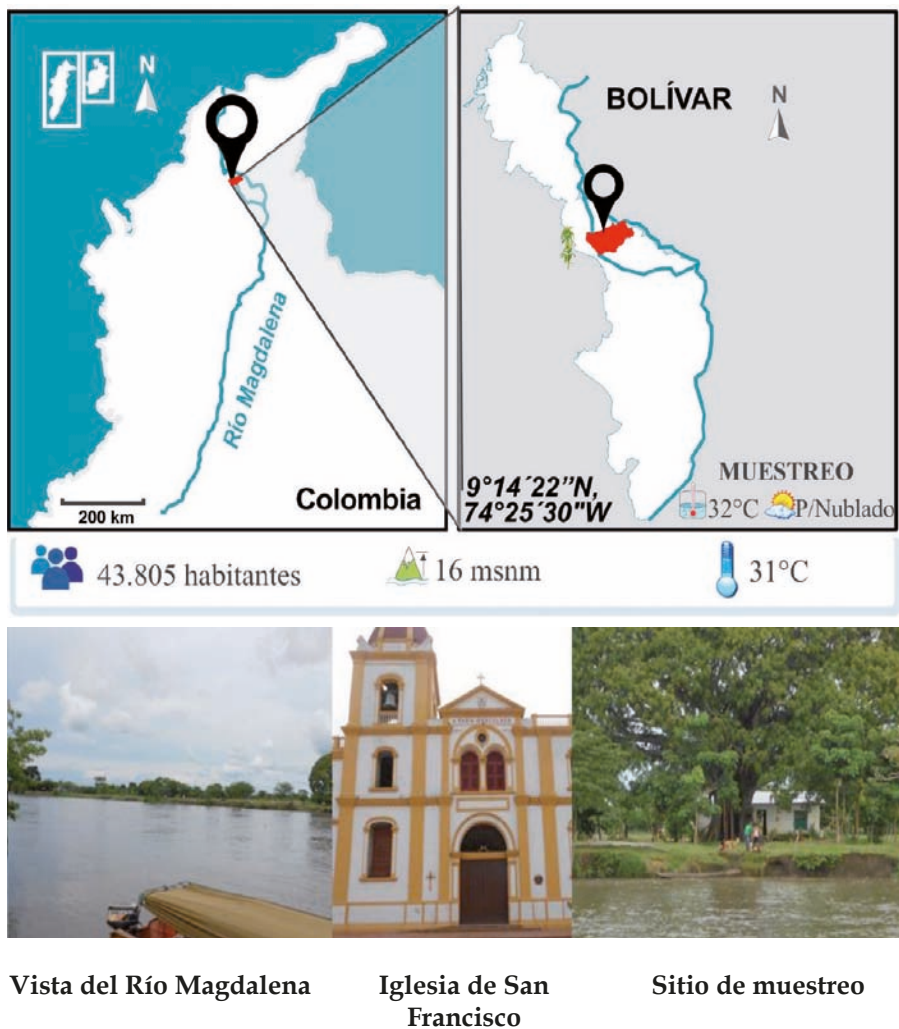 N
Río Magdalena
200 km
Colombia
BOLÍVAR
N
9°14´22”N,
74°25´30"W
MUESTREO
32°C P/Nublado
43.805 habitantes
16 msnm
31°C
Vista del Río Magdalena
Iglesia de San
Francisco
Sitio de muestreo